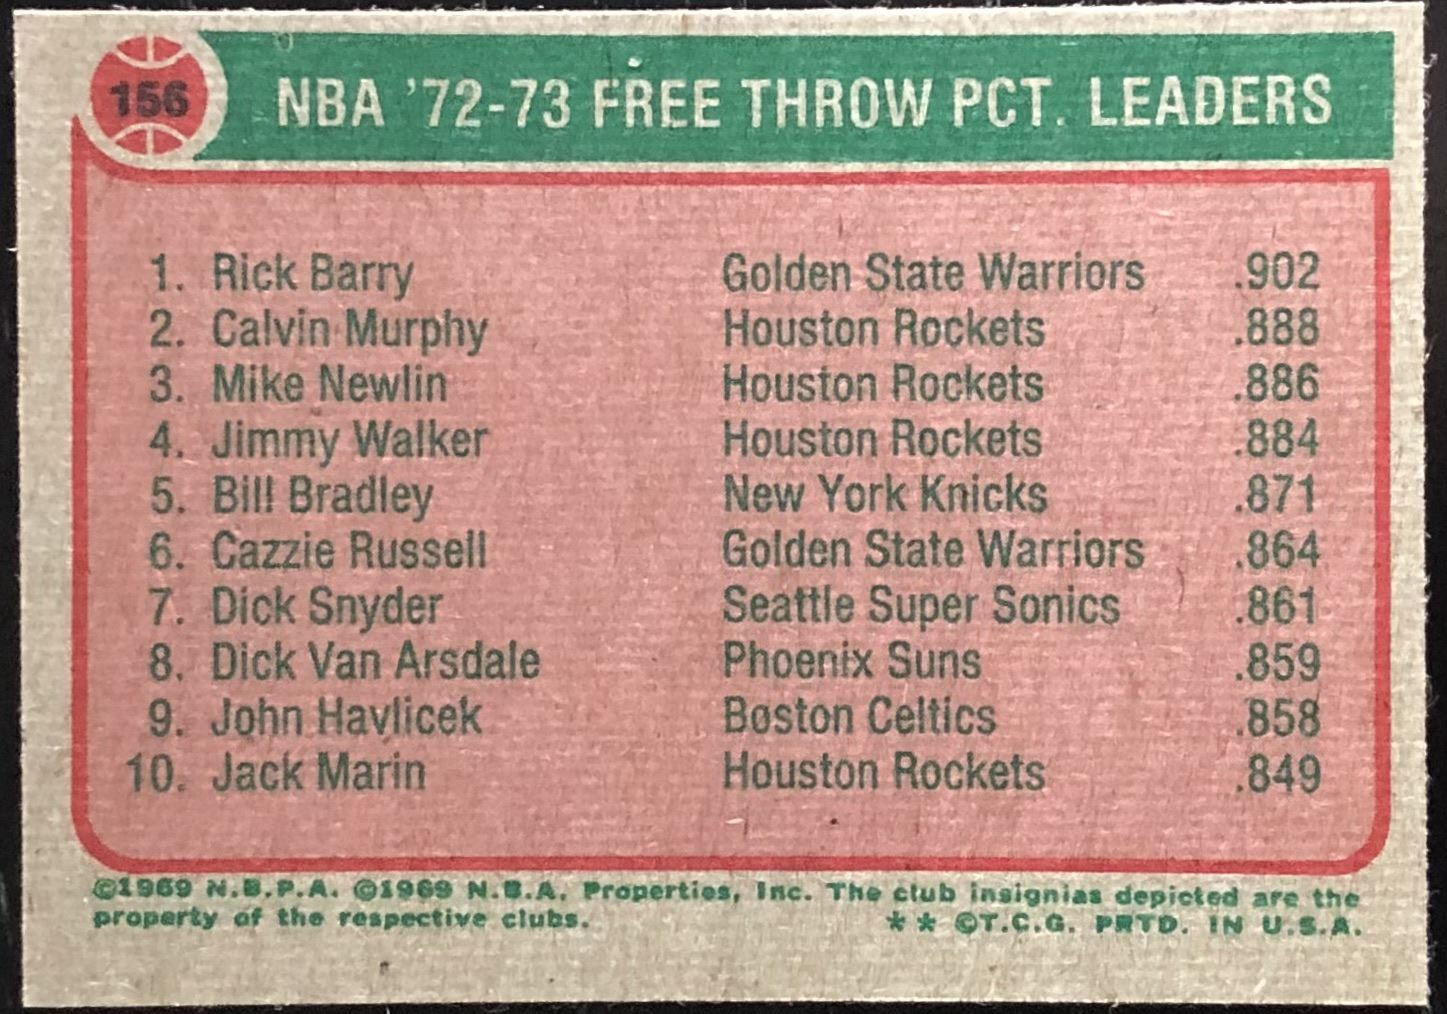 156
NBA '72-73 FREE THROW PCT. LEADERS
1. Rick Barry Golden State Warriors .902
2. Calvin Murphy Houston Rockets .888
3. Mike Newlin Houston Rockets .886
4. Jimmy Walker Houston Rockets .884
5. Bill Bradley New York Knicks .871
6. Cazzie Russell Golden State Warriors .864
7. Dick Snyder Seattle Super Sonics .861
8. Dick Van Arsdale Phoenix Suns .859
9. John Havlicek Boston Celtics .858
10. Jack Marin Houston Rockets .849
©1969 N.B.P.A. ©1969 N.B.A. Properties, Inc. The club insignias depicted are the
property of the respective clubs. ** ©T.C.G. PRTD. IN U.S.A.